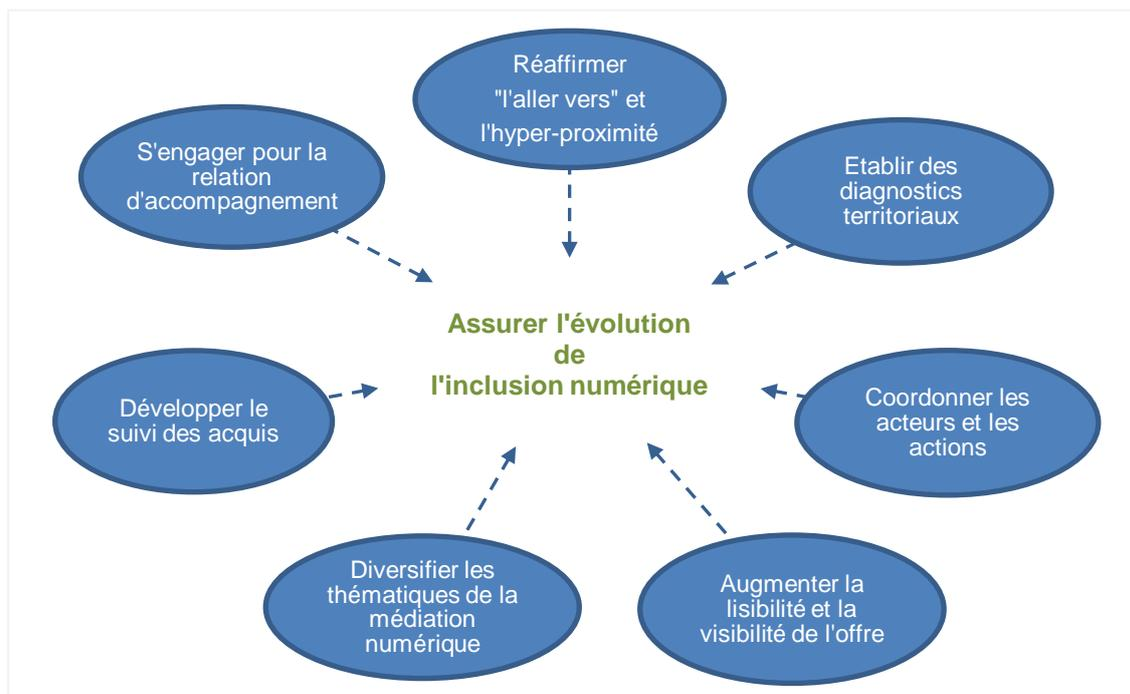 Réaffirmer
"l'aller vers" et
l'hyper-proximité
S'engager pour la
relation
d'accompagnement
Etablir des
diagnostics
territoriaux
Assurer l'évolution
de
l'inclusion numérique
Développer le
suivi des acquis
Coordonner les
acteurs et les
actions
Diversifier les
thématiques de la
médiation
numérique
Augmenter la
lisibilité et la
visibilité de l'offre